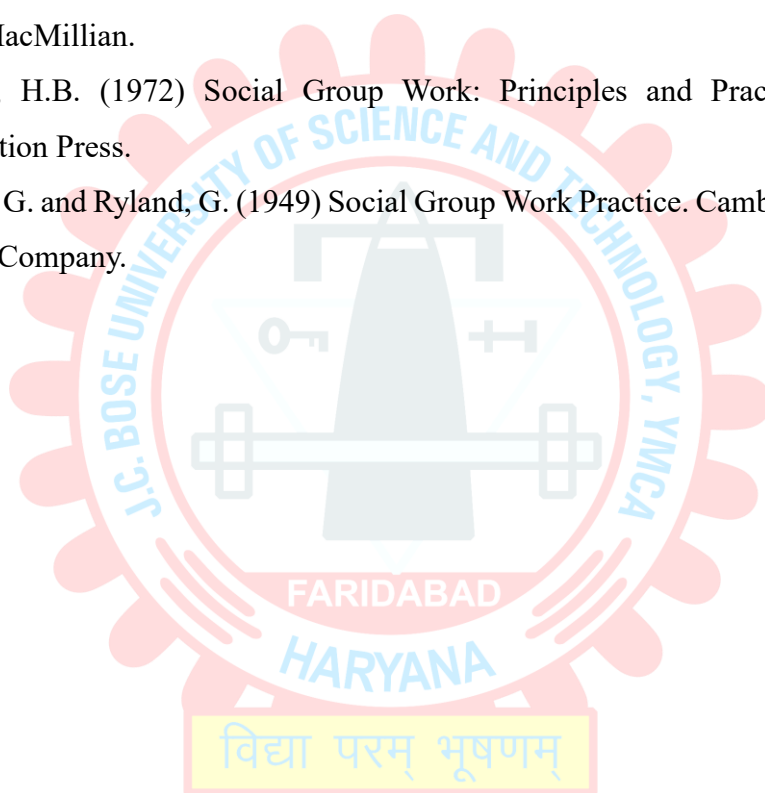 MacMillian.
H.B. (1972) Social Group Work: Principles and Prac
tion Press.
G. and Ryland, G. (1949) Social Group Work Practice. Camb
Company.
J.C. BOSE UNIVERSITY OF SCIENCE AND TECHNOLOGY, YMCA
FARIDABAD
HARYANA
विद्या परम् भूषणम्